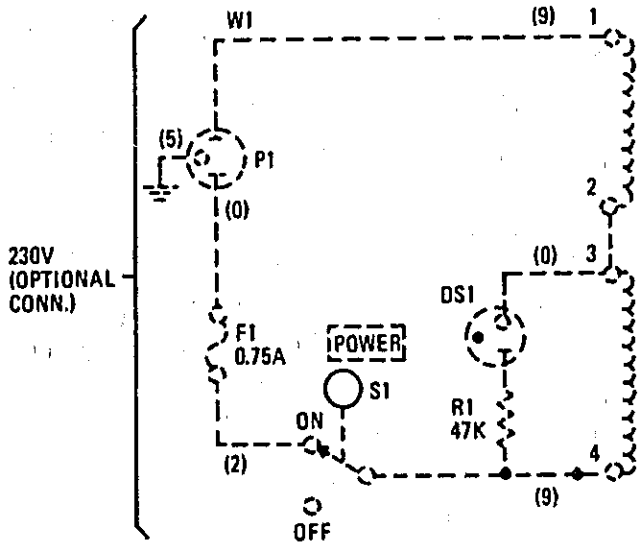 W1
(9)
1
(5)
P1
(0)
2
230V
(OPTIONAL
CONN.)
(0)
3
DS1
F1
0.75A
POWER
S1
R1
47K
ON
(2)
4
(9)
OFF